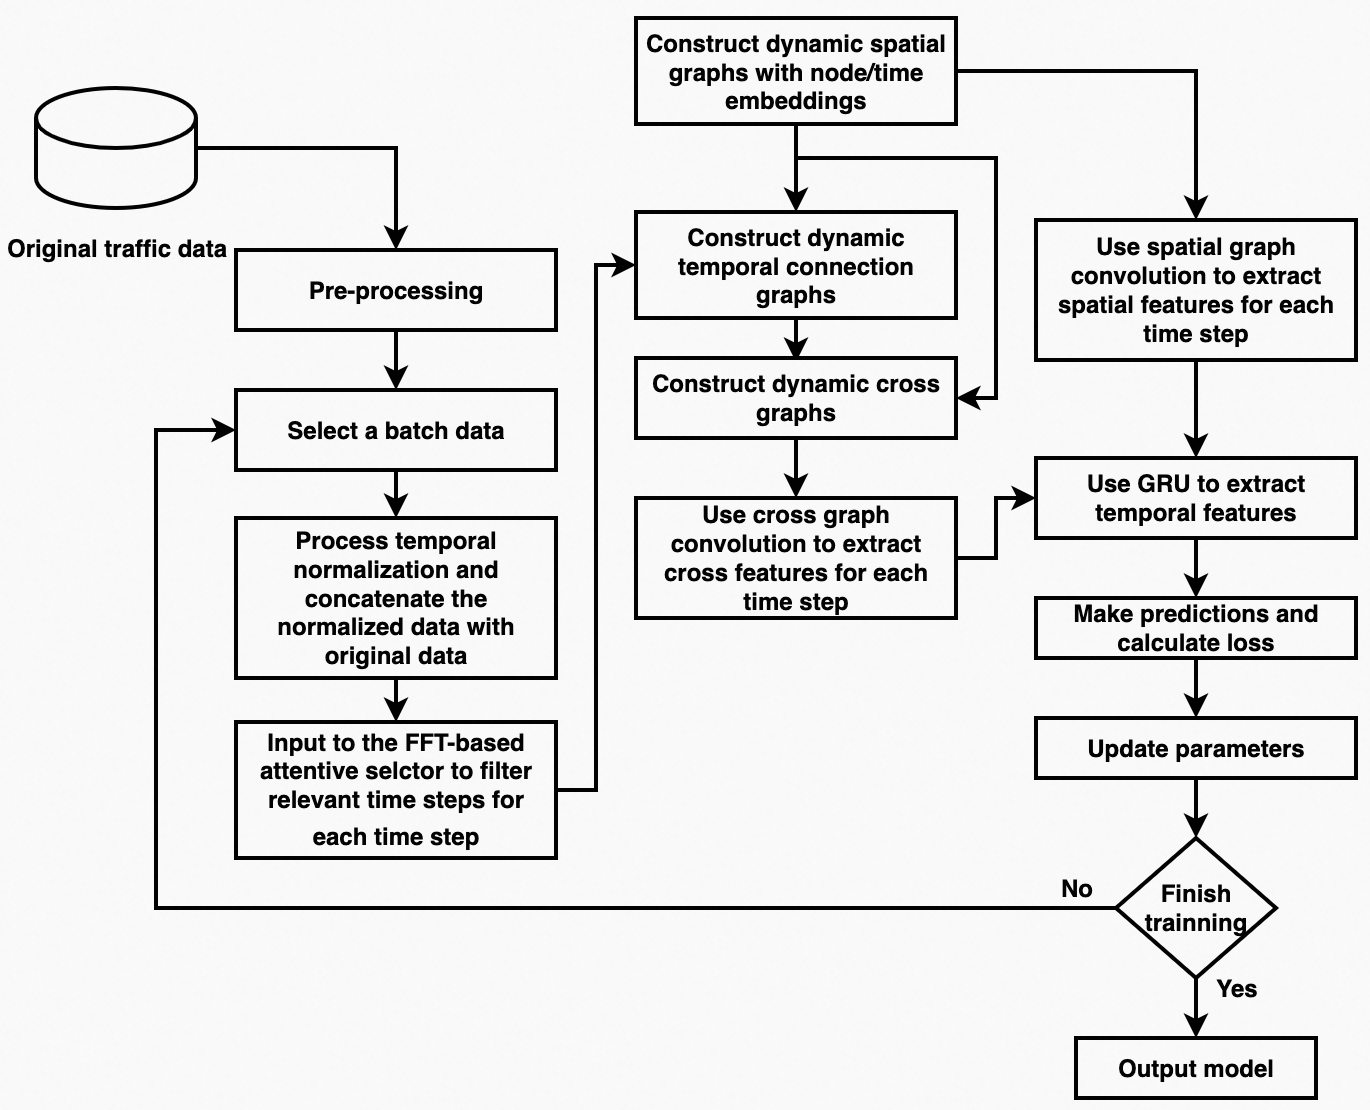 Original traffic data
Pre-processing
Select a batch data
Process temporal
normalization and
concatenate the
normalized data with
original data
Input to the FFT-based
attentive selctor to filter
relevant time steps for
each time step
Construct dynamic spatial
graphs with node/time
embeddings
Construct dynamic
temporal connection
graphs
Construct dynamic cross
graphs
Use cross graph
convolution to extract
cross features for each
time step
Use spatial graph
convolution to extract
spatial features for each
time step
Use GRU to extract
temporal features
Make predictions and
calculate loss
Update parameters
Finish
trainning
No
Yes
Output model